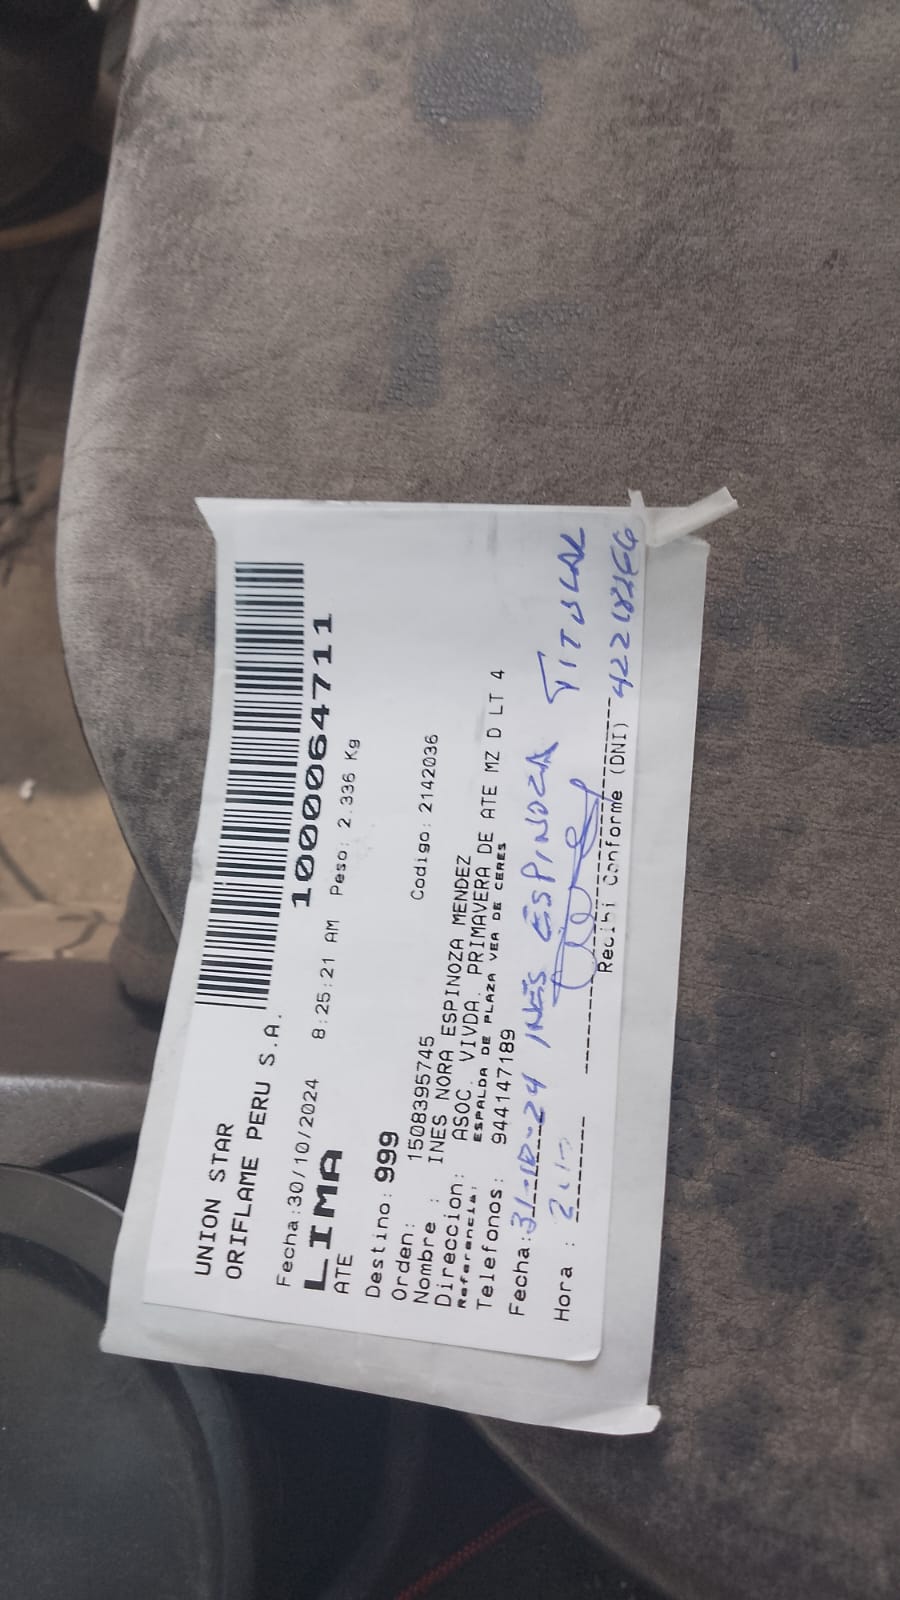 UNION STAR
ORIFLAME PERU S.A.
1000064711
Fecha:30/10/2024 8:25:21 AM Peso: 2.336 Kg
LIMA
ATE
Destino: 999
Orden: 1508395745 Codigo: 2142036
Nombre : INES NORA ESPINOZA MENDEZ
Direccion: ASOC. VIVDA. PRIMAVERA DE ATE MZ D LT 4
Referencia: ESPALDA DE PLAZA VEA DE CERES
Telefonos: 944147189
Fecha: 31-10-24 INÉS ESPINOZA TITULAR
Hora :
Recibi Conforme (DNI)